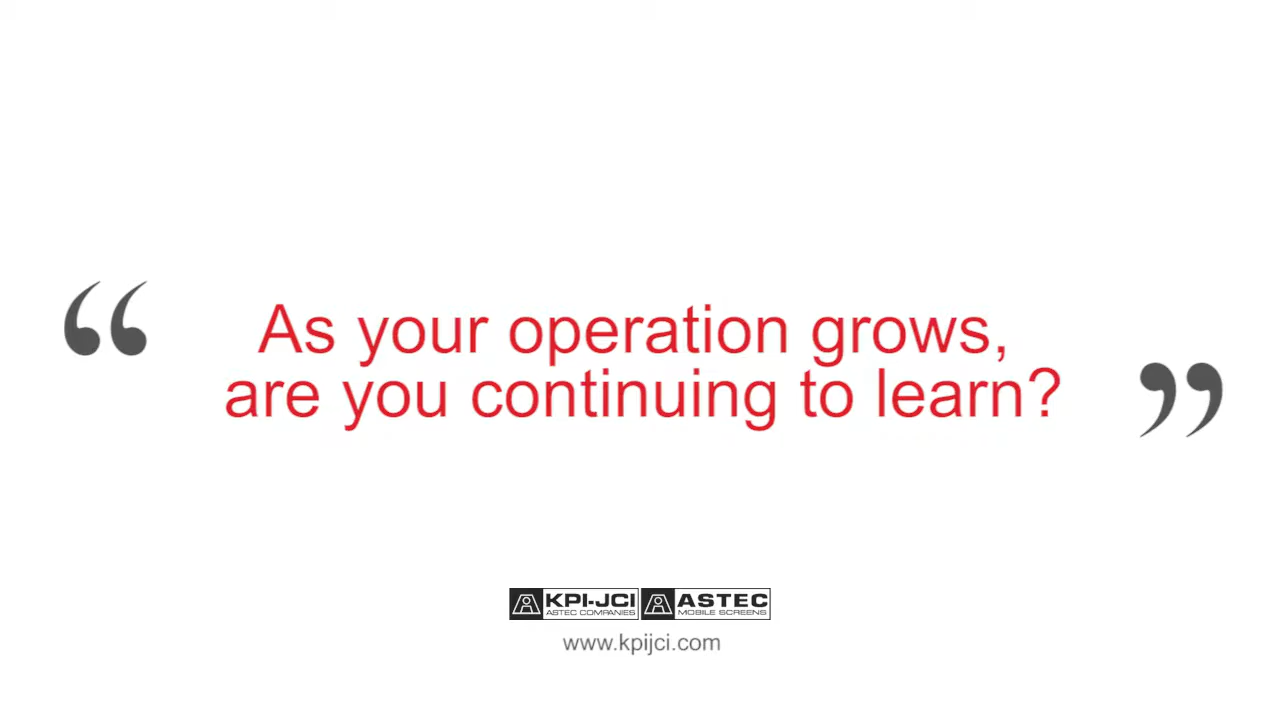 “ As your operation grows,
are you continuing to learn? ”
KPI-JCI ASTEC
ASTEC COMPANIES MOBILE SCREENS
www.kpijci.com